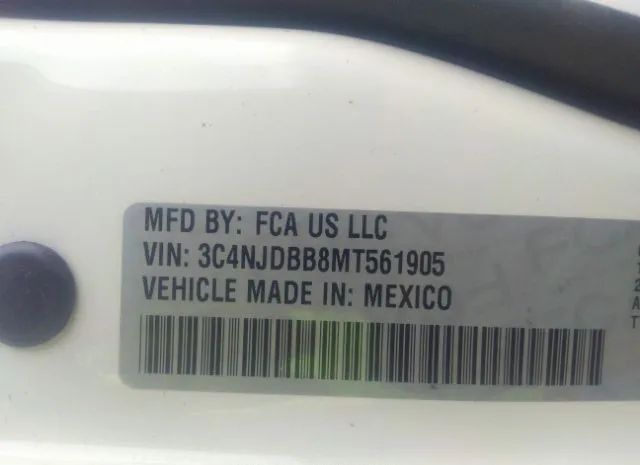 MFD BY: FCA US LLC
VIN: 3C4NJDBB8MT561905
VEHICLE MADE IN: MEXICO